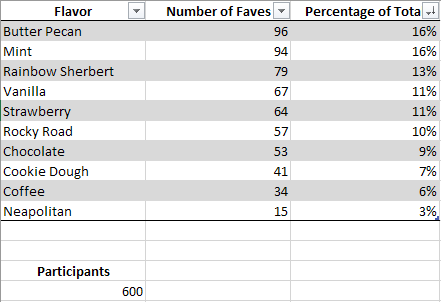 Flavor Number of Faves Percentage of Tota
Butter Pecan 96 16%
Mint 94 16%
Rainbow Sherbert 79 13%
Vanilla 67 11%
Strawberry 64 11%
Rocky Road 57 10%
Chocolate 53 9%
Cookie Dough 41 7%
Coffee 34 6%
Neapolitan 15 3%
Participants
600